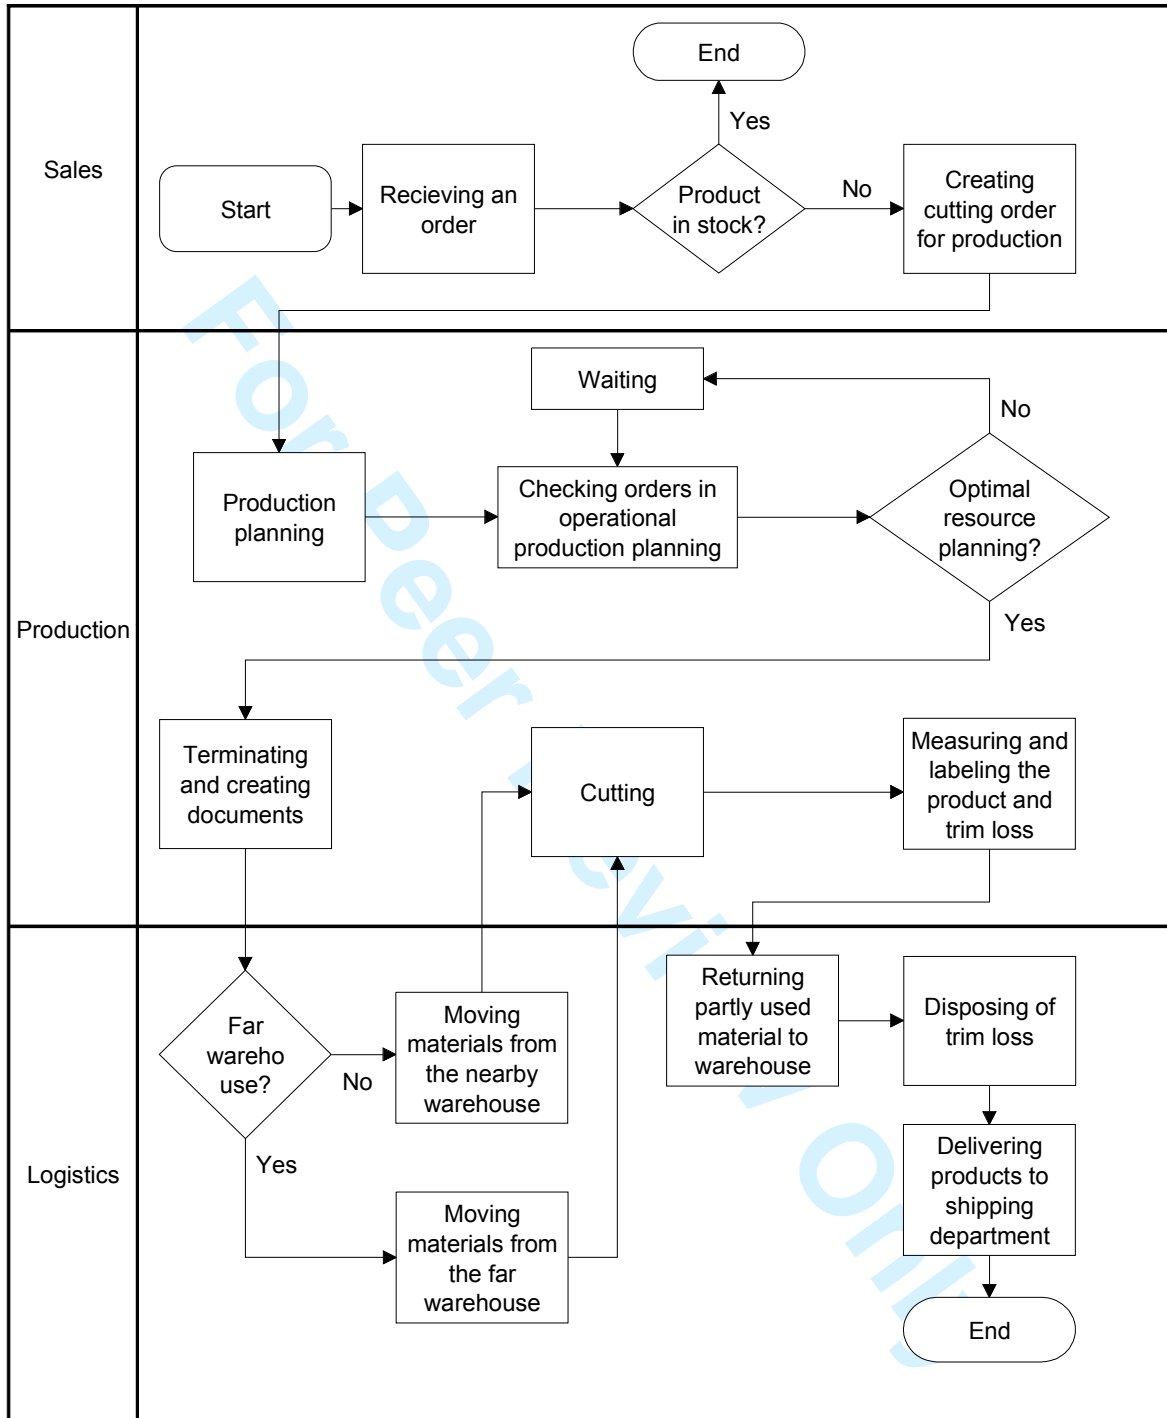 Sales
Start
Recieving an
order
Product
in stock?
Yes
End
No
Creating
cutting order
for production
Production
Production
planning
Waiting
Checking orders in
operational
production planning
Optimal
resource
planning?
No
Yes
Terminating
and creating
documents
Cutting
Measuring and
labeling the
product and
trim loss
Logistics
Far
wareho
use?
No
Yes
Moving
materials from
the nearby
warehouse
Moving
materials from
the far
warehouse
Returning
partly used
material to
warehouse
Disposing of
trim loss
Delivering
products to
shipping
department
End
For Peer Review Only